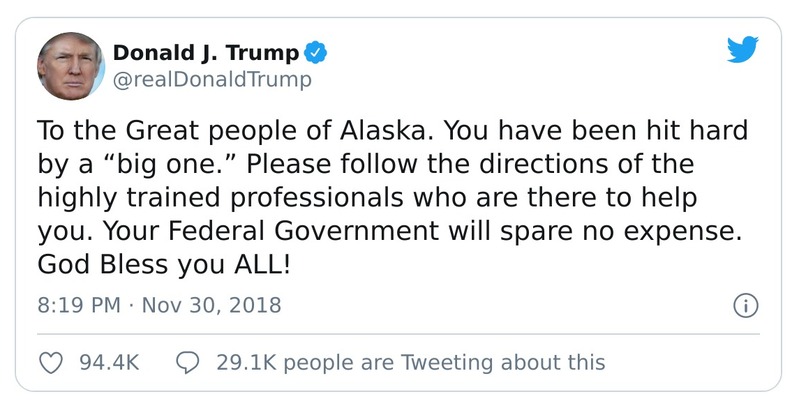 Donald J. Trump
@realDonaldTrump
To the Great people of Alaska. You have been hit hard
by a “big one.” Please follow the directions of the
highly trained professionals who are there to help
you. Your Federal Government will spare no expense.
God Bless you ALL!
8:19 PM · Nov 30, 2018
94.4K 29.1K people are Tweeting about this